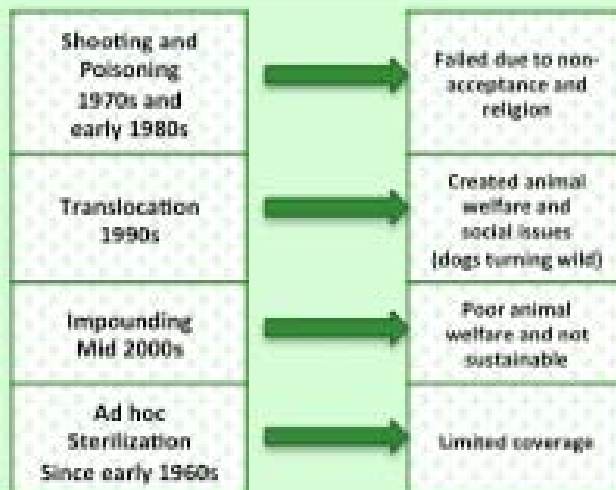 Shooting and
Poisoning
1970s and
early 1980s
Failed due to non-
acceptance and
religion
Translocation
1990s
Created animal
welfare and
social issues
(dogs turning wild)
Impounding
Mid 2000s
Poor animal
welfare and not
sustainable
Ad hoc
Sterilization
Since early 1960s
Limited coverage